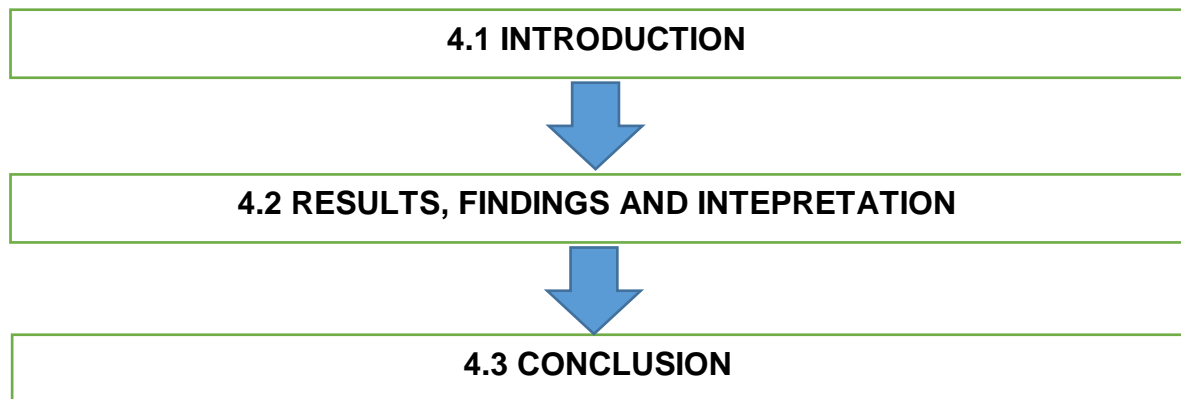 4.1 INTRODUCTION
4.2 RESULTS, FINDINGS AND INTEPRETATION
4.3 CONCLUSION